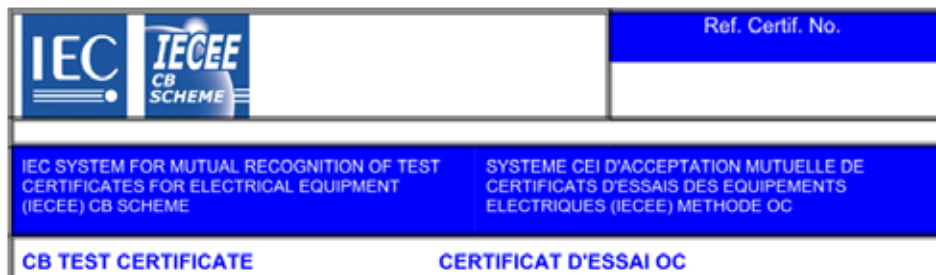 IEC
IECEE
CB
SCHEME
Ref. Certif. No.
IEC SYSTEM FOR MUTUAL RECOGNITION OF TEST
CERTIFICATES FOR ELECTRICAL EQUIPMENT
(IECEE) CB SCHEME
SYSTEME CEI D'ACCEPTATION MUTUELLE DE
CERTIFICATS D'ESSAIS DES EQUIPEMENTS
ELECTRIQUES (IECEE) METHODE OC
CB TEST CERTIFICATE
CERTIFICAT D'ESSAI OC